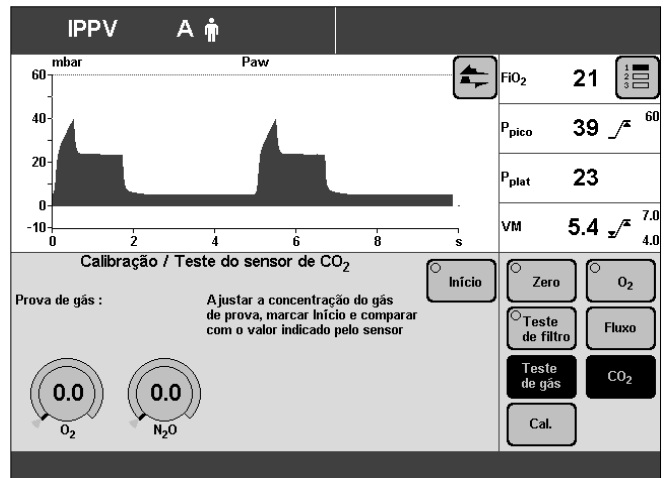 IPPV A
mbar Paw
60
40
20
0
-10
0 2 4 6 8 s
FiO2 21
1
2
3
Ppico 39 60
Pplat 23
VM 5.4 7.0
4.0
Calibração / Teste do sensor de CO2
Início
Prova de gás :
Ajustar a concentração do gás
de prova, marcar Início e comparar
com o valor indicado pelo sensor
0.0 0.0
O2 N2O
Zero O2
Teste
de filtro
Fluxo
Teste
de gás
CO2
Cal.